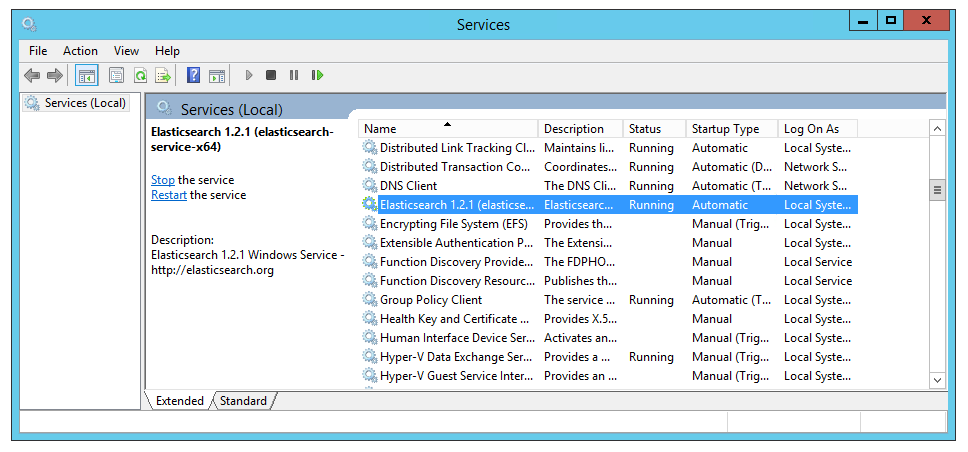 Services
File Action View Help
Services (Local)
Services (Local)
Elasticsearch 1.2.1 (elasticsearch-
service-x64)
Stop the service
Restart the service
Description:
Elasticsearch 1.2.1 Windows Service -
http://elasticsearch.org
Name Description Status Startup Type Log On As
Distributed Link Tracking Cl... Maintains li... Running Automatic Local Syste...
Distributed Transaction Co... Coordinates... Running Automatic (D... Network S...
DNS Client The DNS Cli... Running Automatic (T... Network S...
Elasticsearch 1.2.1 (elasticse... Elasticsearc... Running Automatic Local Syste...
Encrypting File System (EFS) Provides th... Manual (Trig... Local Syste...
Extensible Authentication P... The Extensi... Manual Local Syste...
Function Discovery Provide... The FDPHO... Manual Local Service
Function Discovery Resourc... Publishes th... Manual Local Service
Group Policy Client The service ... Running Automatic (T... Local Syste...
Health Key and Certificate ... Provides X.5... Manual Local Syste...
Human Interface Device Ser... Activates an... Manual (Trig... Local Syste...
Hyper-V Data Exchange Ser... Provides a ... Running Manual (Trig... Local Syste...
Hyper-V Guest Service Inter... Provides an ... Manual (Trig... Local Syste...
Extended Standard